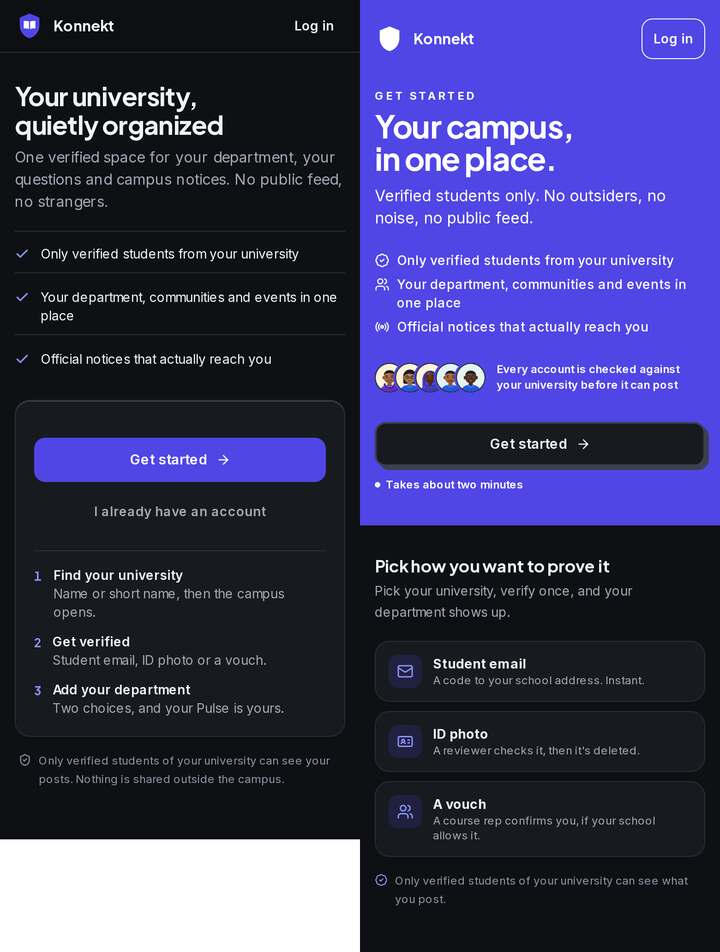 Konnekt
Log in
Your university,
quietly organized
One verified space for your department, your
questions and campus notices. No public feed,
no strangers.
Only verified students from your university
Your department, communities and events in one
place
Official notices that actually reach you
Get started
I already have an account
1 Find your university
Name or short name, then the campus
opens.
2 Get verified
Student email, ID photo or a vouch.
3 Add your department
Two choices, and your Pulse is yours.
Only verified students of your university can see your
posts. Nothing is shared outside the campus.
Konnekt
Log in
GET STARTED
Your campus,
in one place.
Verified students only. No outsiders, no
noise, no public feed.
Only verified students from your university
Your department, communities and events in
one place
Official notices that actually reach you
Every account is checked against
your university before it can post
Get started
Takes about two minutes
Pick how you want to prove it
Pick your university, verify once, and your
department shows up.
Student email
A code to your school address. Instant.
ID photo
A reviewer checks it, then it's deleted.
A vouch
A course rep confirms you, if your school
allows it.
Only verified students of your university can see what
you post.